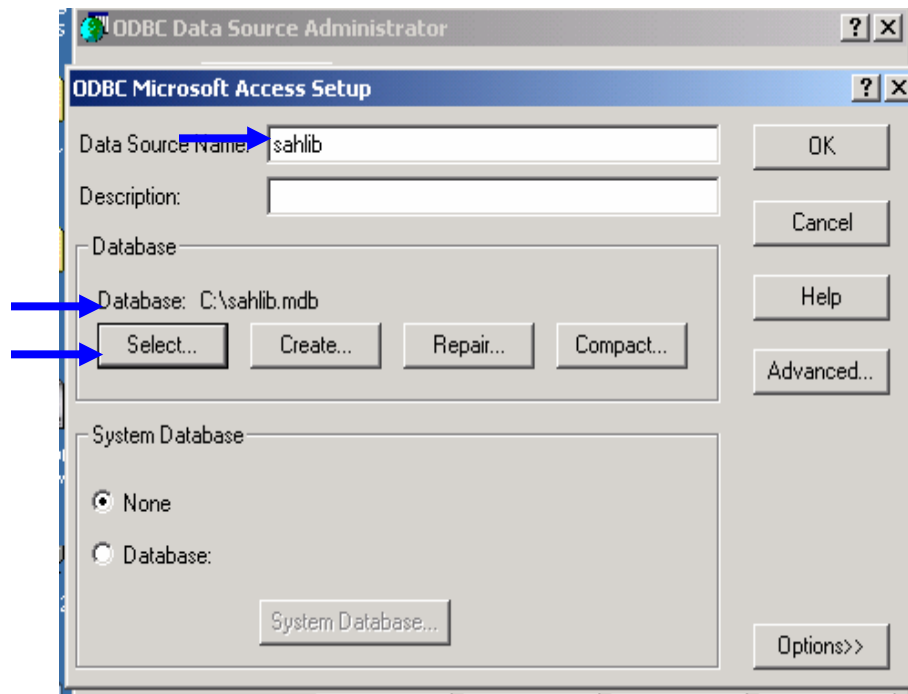 ODBC Data Source Administrator
ODBC Microsoft Access Setup
Data Source Name: sahlib
OK
Description:
Cancel
Database
Database: C:\sahlib.mdb
Help
Select... Create... Repair... Compact...
Advanced...
System Database
None
Database:
System Database...
Options>>